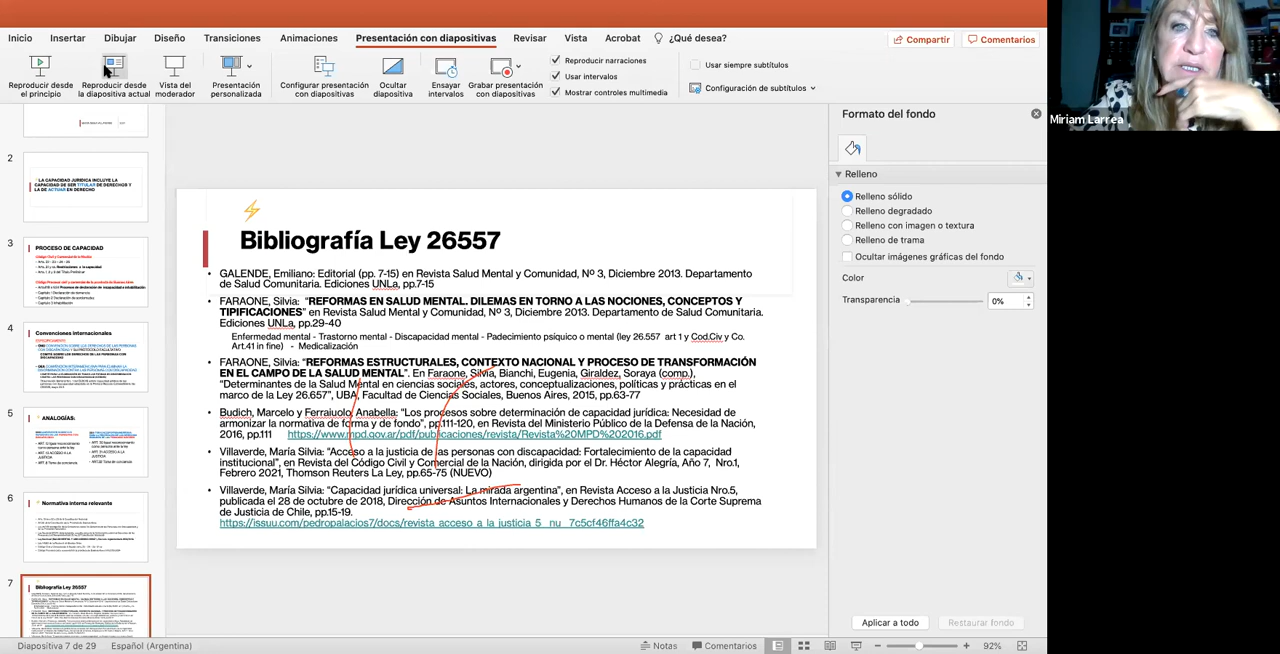 Inicio Insertar Dibujar Diseño Transiciones Animaciones Presentación con diapositivas Revisar Vista Acrobat ¿Qué desea? Compartir Comentarios
Reproducir desde el principio
Reproducir desde la diapositiva actual
Vista del moderador
Presentación personalizada
Configurar presentación con diapositivas
Ocultar diapositiva
Ensayar intervalos
Grabar presentación con diapositivas
Reproducir narraciones
Usar intervalos
Mostrar controles multimedia
Usar siempre subtítulos
Configuración de subtítulos
Miriam Larrea
2
LA CAPACIDAD JURIDICA INCLUYE LA
CAPACIDAD DE SER TITULAR DE DERECHOS Y
LA DE ACTUAR EN DERECHO
3
PROCESO DE CAPACIDAD
4
Convenciones internacionales
5
ANALOGÍAS:
6
Normativa interna relevante
7
Bibliografía Ley 26557
Bibliografía Ley 26557
• GALENDE, Emiliano: Editorial (pp. 7-15) en Revista Salud Mental y Comunidad, Nº 3, Diciembre 2013. Departamento
de Salud Comunitaria. Ediciones UNLa, pp.7-15
• FARAONE, Silvia: “REFORMAS EN SALUD MENTAL. DILEMAS EN TORNO A LAS NOCIONES, CONCEPTOS Y
TIPIFICACIONES” en Revista Salud Mental y Comunidad, Nº 3, Diciembre 2013. Departamento de Salud Comunitaria.
Ediciones UNLa, pp.29-40
Enfermedad mental - Trastorno mental - Discapacidad mental - Padecimiento psíquico o mental (ley 26.557 art 1 y Cod.Civ y Co.
Art.41 in fine) - Medicalización
• FARAONE, Silvia: “REFORMAS ESTRUCTURALES, CONTEXTO NACIONAL Y PROCESO DE TRANSFORMACIÓN
EN EL CAMPO DE LA SALUD MENTAL”. En Faraone, Silvia, Bianchi, Eugenia, Giraldez, Soraya (comp.),
“Determinantes de la Salud Mental en ciencias sociales, actores, conceptualizaciones, políticas y prácticas en el
marco de la Ley 26.657”, UBA, Facultad de Ciencias Sociales, Buenos Aires, 2015, pp.63-77
• Budich, Marcelo y Ferraiuolo, Anabella: “Los procesos sobre determinación de capacidad jurídica: Necesidad de
armonizar la normativa de forma y de fondo”, pp.111-120, en Revista del Ministerio Público de la Defensa de la Nación,
2016, pp.111 https://www.mpd.gov.ar/pdf/publicaciones/revista/Revista%20MPD%202016.pdf
• Villaverde, María Silvia: “Acceso a la justicia de las personas con discapacidad: Fortalecimiento de la capacidad
institucional”, en Revista del Código Civil y Comercial de la Nación, dirigida por el Dr. Héctor Alegría, Año 7, Nro.1,
Febrero 2021, Thomson Reuters La Ley, pp.65-75 (NUEVO)
• Villaverde, María Silvia: “Capacidad jurídica universal: La mirada argentina”, en Revista Acceso a la Justicia Nro.5,
publicada el 28 de octubre de 2018, Dirección de Asuntos Internacionales y Derechos Humanos de la Corte Suprema
de Justicia de Chile, pp.15-19.
https://issuu.com/pedropalacios7/docs/revista_acceso_a_la_justicia_5_nu_7c5cf46ffa4c32
Formato del fondo
Relleno
Relleno sólido
Relleno degradado
Relleno con imagen o textura
Relleno de trama
Ocultar imágenes gráficas del fondo
Color
Transparencia 0%
Aplicar a todo Restaurar fondo
Diapositiva 7 de 29 Español (Argentina) Notas Comentarios 92%